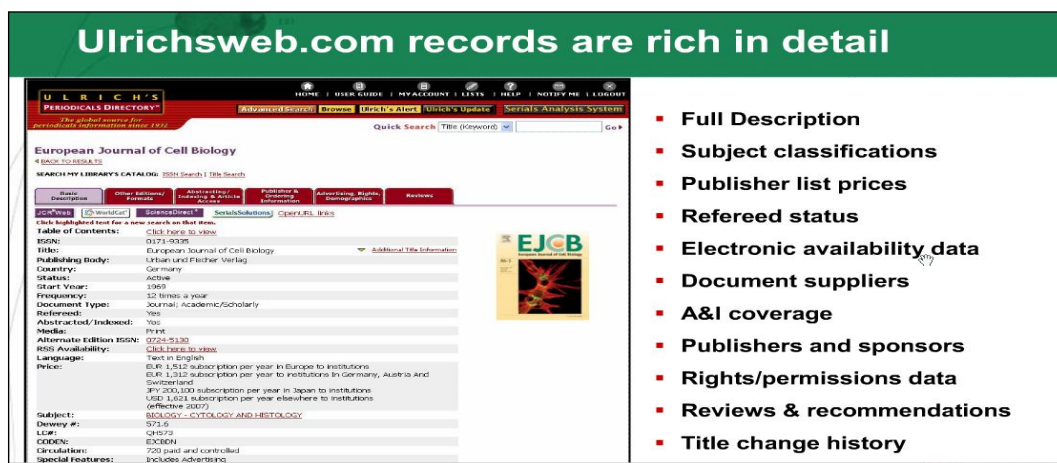 Ulrichsweb.com records are rich in detail
ULRICH'S
PERIODICALS DIRECTORY™
The global source for
periodicals information since 1932
HOME | USER GUIDE | MY ACCOUNT | LISTS | HELP | NOTIFY ME | LOGOUT
Advanced Search Browse Ulrich's Alert Ulrich's Update Serials Analysis System
Quick Search Title (Keyword) Go
European Journal of Cell Biology
BACK TO RESULTS
SEARCH MY LIBRARY'S CATALOG: ISSN Search | Title Search
Basic Description
Other Editions/ Formats
Abstracting/ Indexing & Article Access
Publisher & Ordering Information
Advertising, Rights, Demographics
Reviews
JCR Web WorldCat ScienceDirect SerialsSolutions OpenURL links
Click highlighted text for a new search on that item.
Table of Contents: Click here to view
ISSN: 0171-9335
Title: European Journal of Cell Biology Additional Title Information
Publishing Body: Urban und Fischer Verlag
Country: Germany
Status: Active
Start Year: 1969
Frequency: 12 times a year
Document Type: Journal; Academic/Scholarly
Refereed: Yes
Abstracted/Indexed: Yes
Media: Print
Alternate Edition ISSN: 0724-5130
RSS Availability: Click here to view
Language: Text in English
Price: EUR 1,512 subscription per year in Europe to institutions
EUR 1,312 subscription per year to institutions In Germany, Austria And
Switzerland
JPY 200,100 subscription per year in Japan to institutions
USD 1,621 subscription per year elsewhere to institutions
(effective 2007)
Subject: BIOLOGY - CYTOLOGY AND HISTOLOGY
Dewey #: 571.6
LC#: QH573
CODEN: EJCBDN
Circulation: 720 paid and controlled
Special Features: Includes Advertising
EJCB
European Journal of Cell Biology
Full Description
Subject classifications
Publisher list prices
Refereed status
Electronic availability data
Document suppliers
A&I coverage
Publishers and sponsors
Rights/permissions data
Reviews & recommendations
Title change history